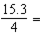 15.3
4 =